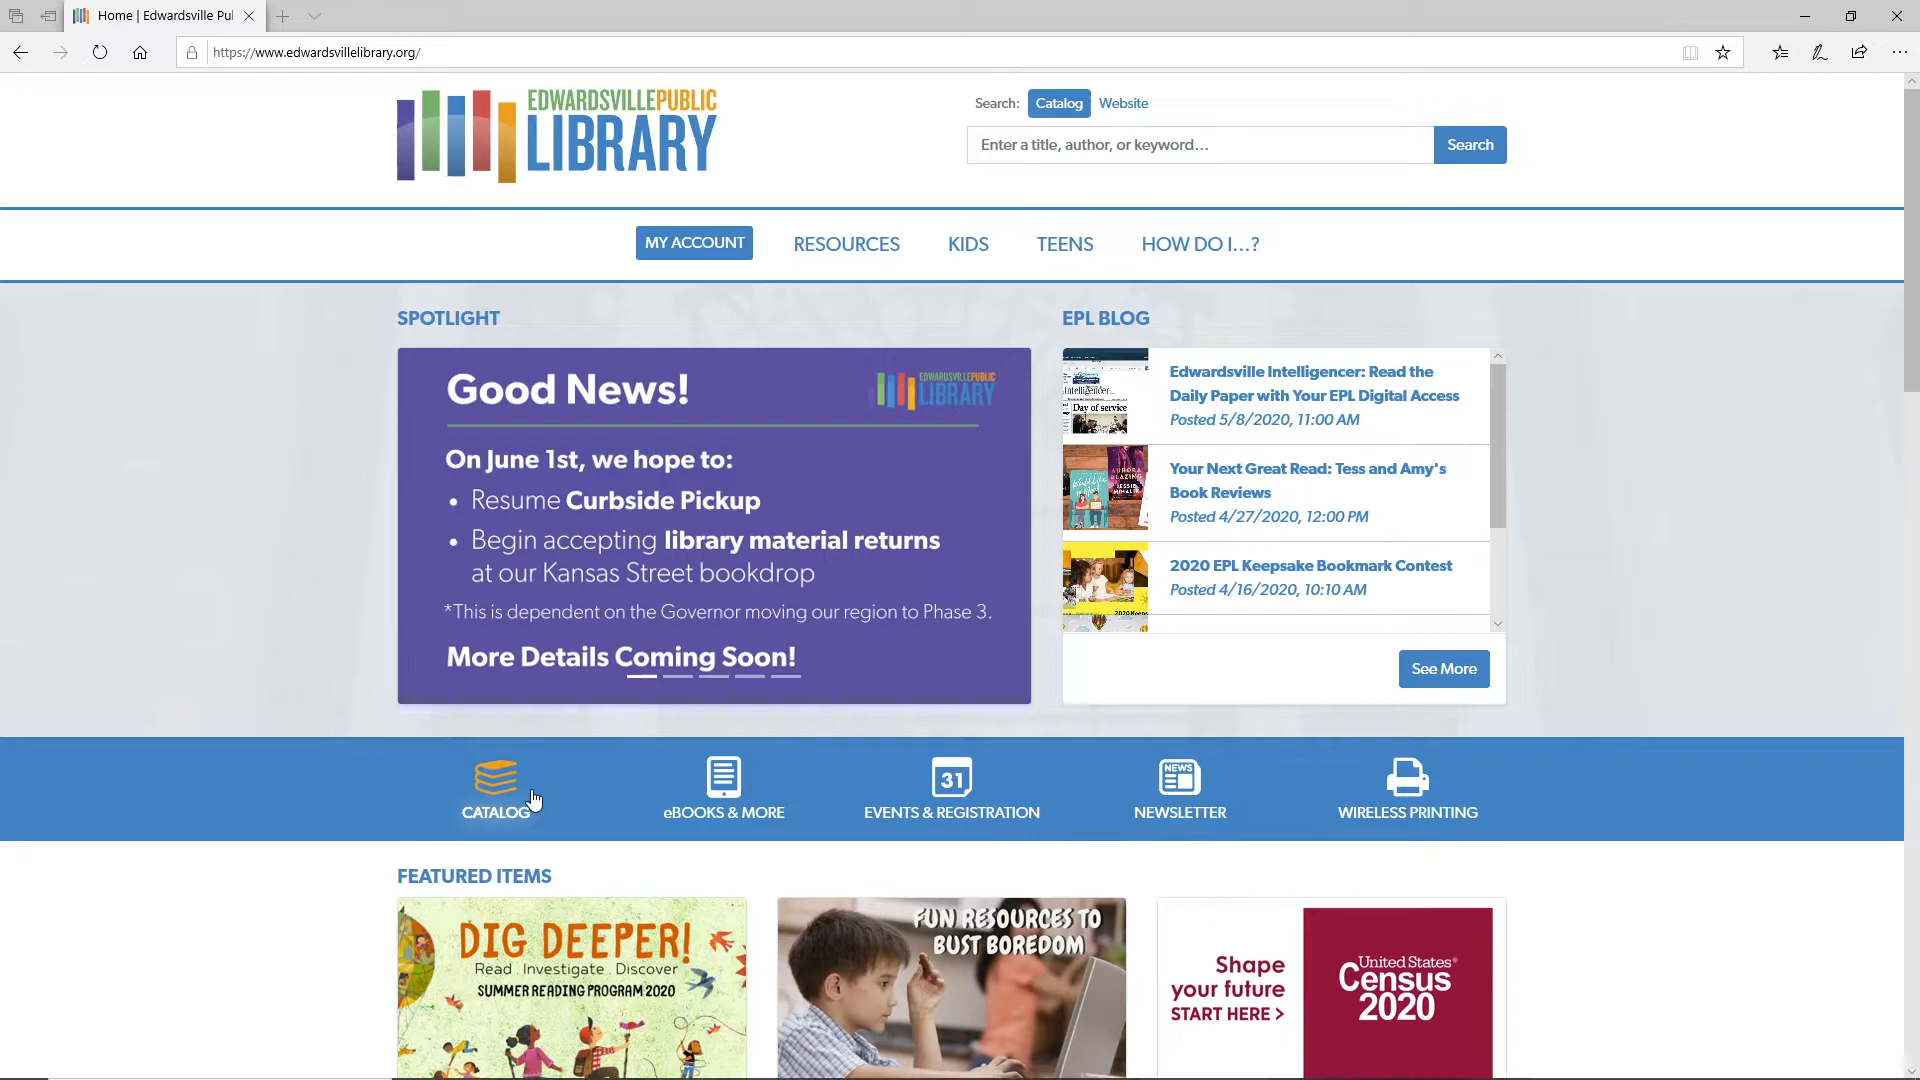 Home | Edwardsville Pul
https://www.edwardsvillelibrary.org/
EDWARDSVILLEPUBLIC
LIBRARY
Search: Catalog Website
Enter a title, author, or keyword...
Search
MY ACCOUNT RESOURCES KIDS TEENS HOW DO I...?
SPOTLIGHT
Good News!
EDWARDSVILLEPUBLIC
LIBRARY
On June 1st, we hope to:
• Resume Curbside Pickup
• Begin accepting library material returns
at our Kansas Street bookdrop
*This is dependent on the Governor moving our region to Phase 3.
More Details Coming Soon!
EPL BLOG
Intelligencer
Day of service
Edwardsville Intelligencer: Read the
Daily Paper with Your EPL Digital Access
Posted 5/8/2020, 11:00 AM
Your Next Great Read: Tess and Amy's
Book Reviews
Posted 4/27/2020, 12:00 PM
2020 EPL Keepsake Bookmark Contest
Posted 4/16/2020, 10:10 AM
See More
CATALOG
eBOOKS & MORE
31
EVENTS & REGISTRATION
NEWS
NEWSLETTER
WIRELESS PRINTING
FEATURED ITEMS
DIG DEEPER!
Read . Investigate . Discover
SUMMER READING PROGRAM 2020
FUN RESOURCES TO
BUST BOREDOM
Shape
your future
START HERE >
United States®
Census
2020